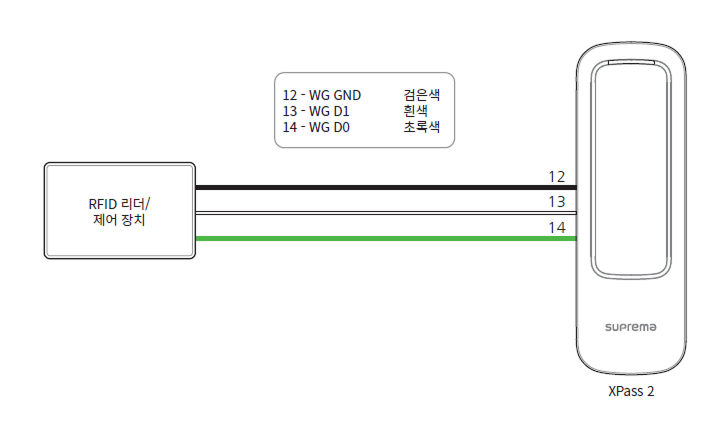 12 - WG GND 검은색
13 - WG D1 흰색
14 - WG D0 초록색
RFID 리더/
제어 장치
12
13
14
suprema
XPass 2